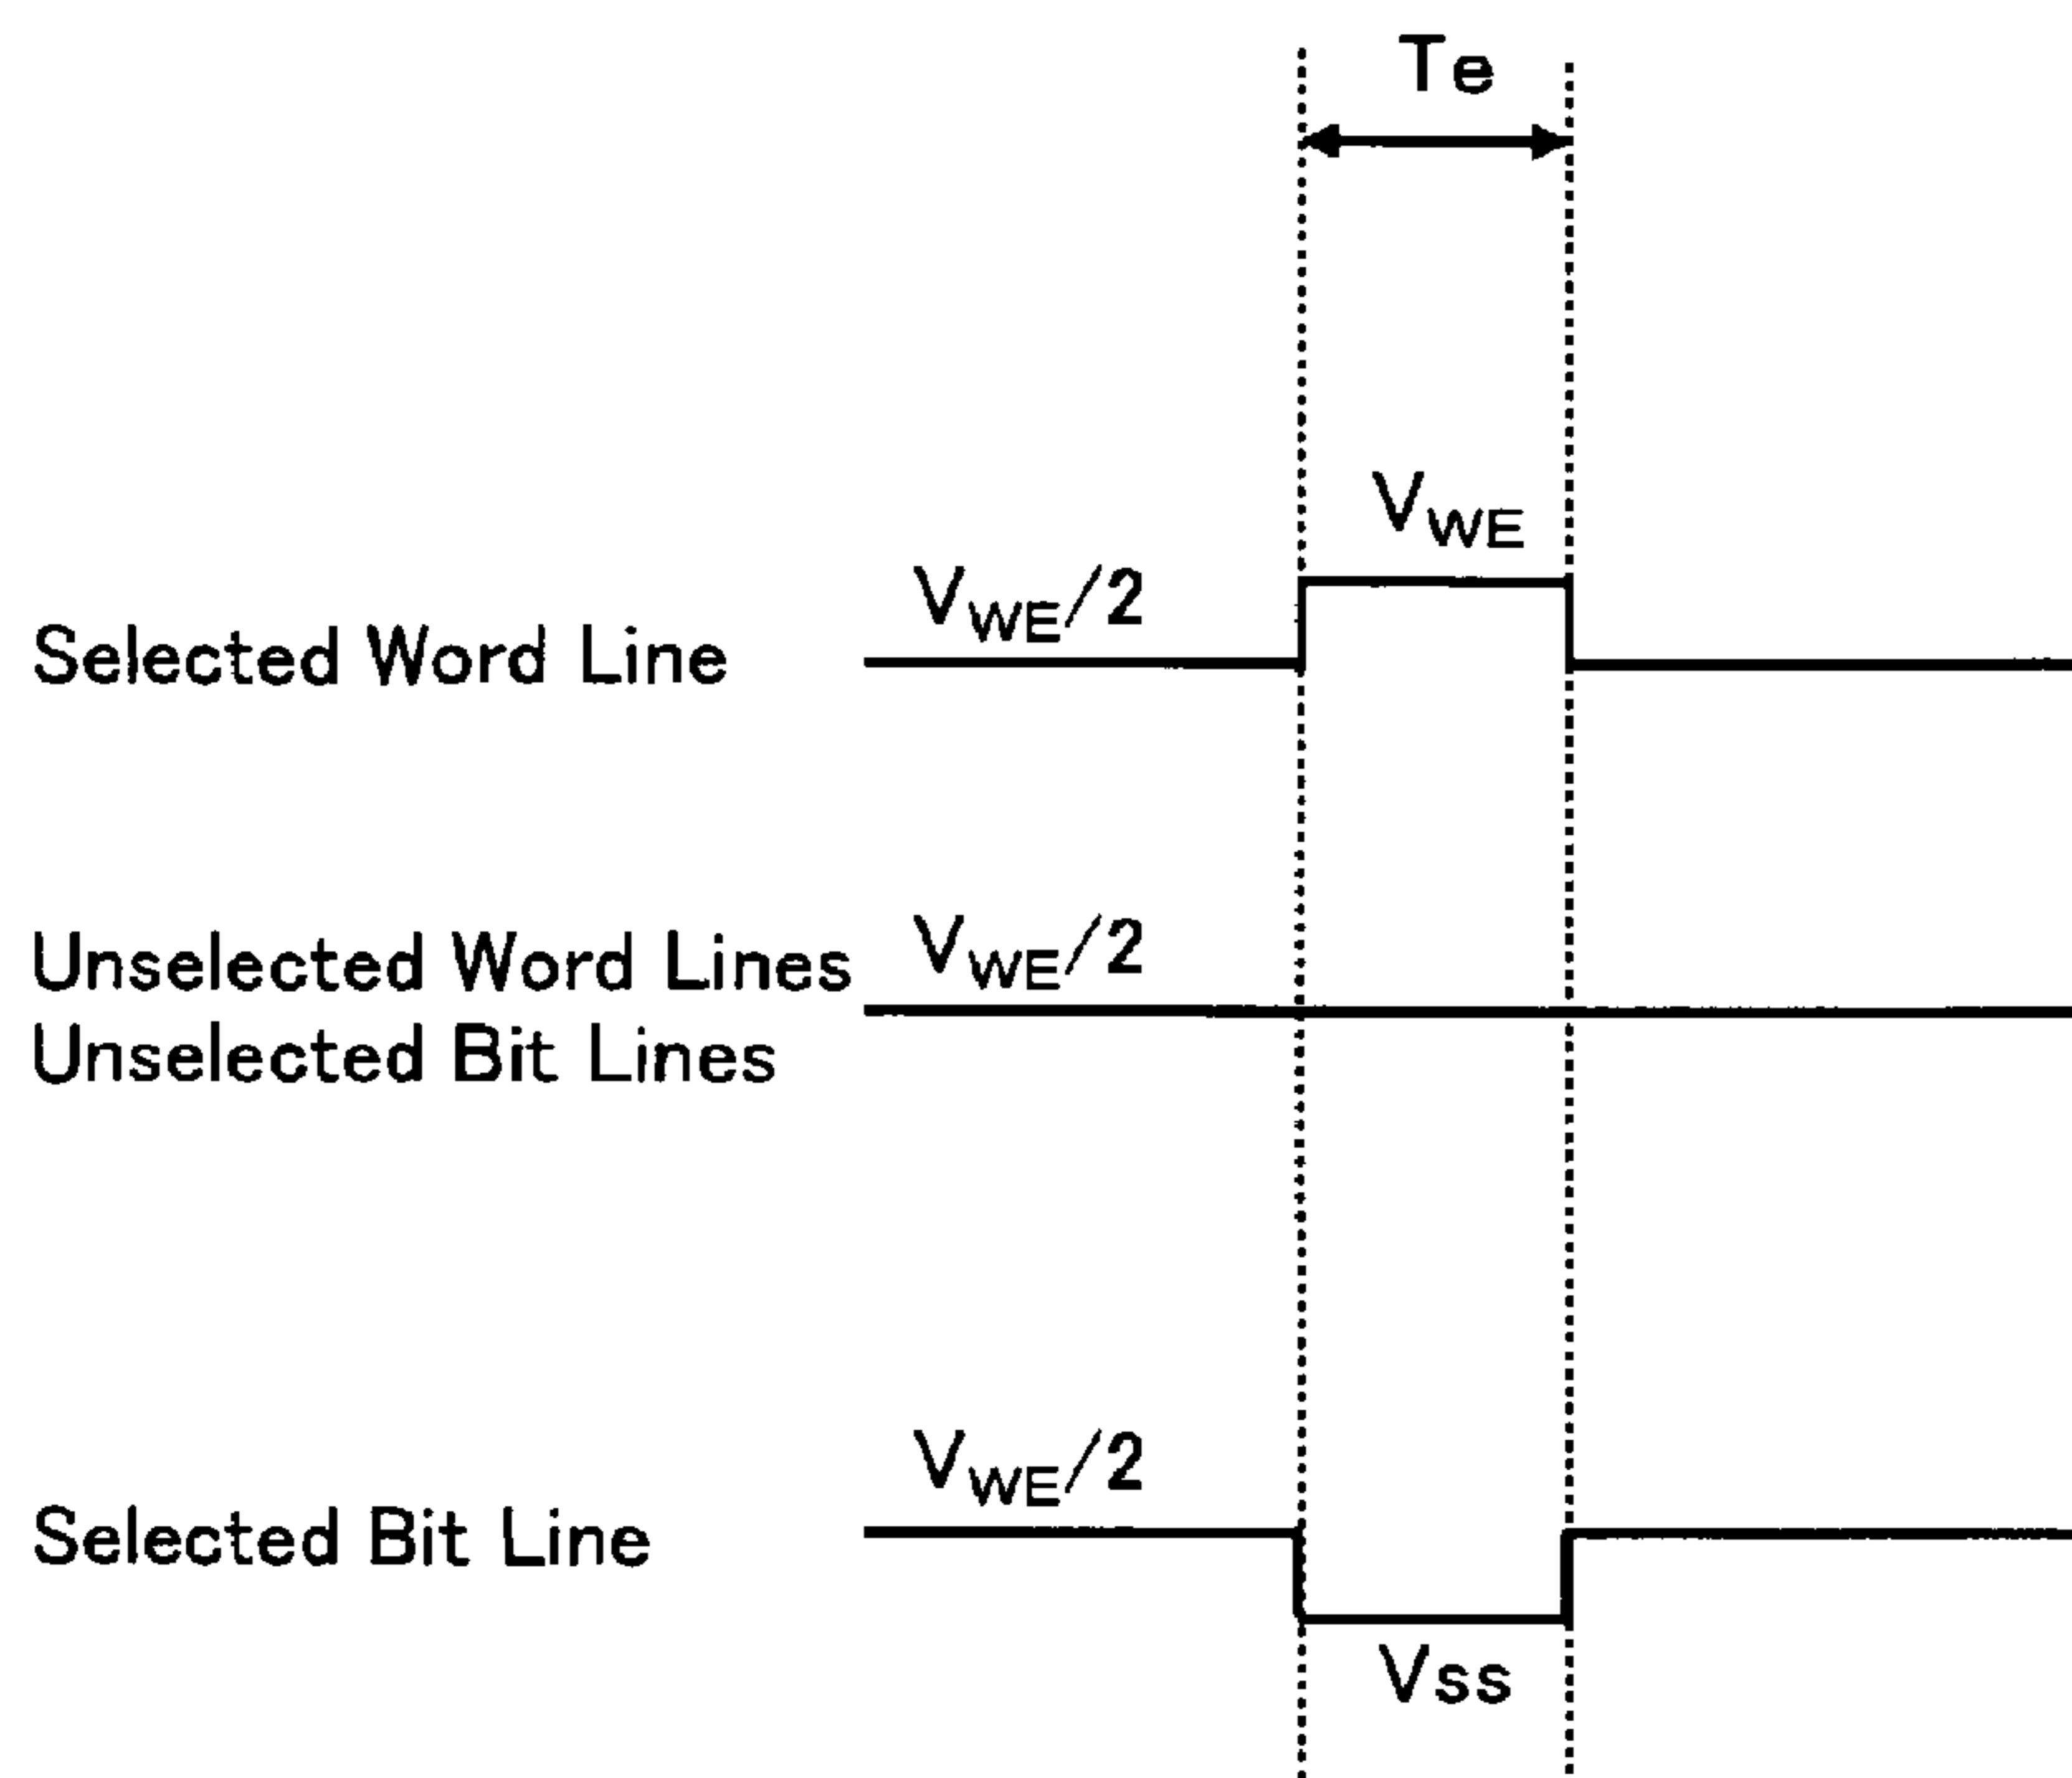 Te
V_WE
V_WE/2
Selected Word Line
V_WE/2
Unselected Word Lines
Unselected Bit Lines
V_WE/2
Selected Bit Line
Vss